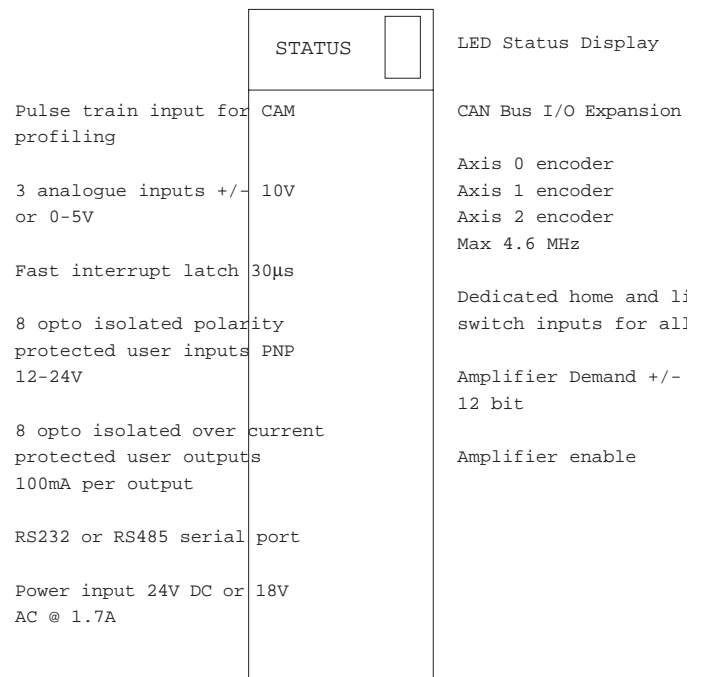 STATUS
Pulse train input for CAM
profiling
3 analogue inputs +/- 10V
or 0-5V
Fast interrupt latch 30µs
8 opto isolated polarity
protected user inputs PNP
12-24V
8 opto isolated over current
protected user outputs
100mA per output
RS232 or RS485 serial port
Power input 24V DC or 18V
AC @ 1.7A
LED Status Display
CAN Bus I/O Expansion
Axis 0 encoder
Axis 1 encoder
Axis 2 encoder
Max 4.6 MHz
Dedicated home and
switch inputs for all
Amplifier Demand +/-
12 bit
Amplifier enable